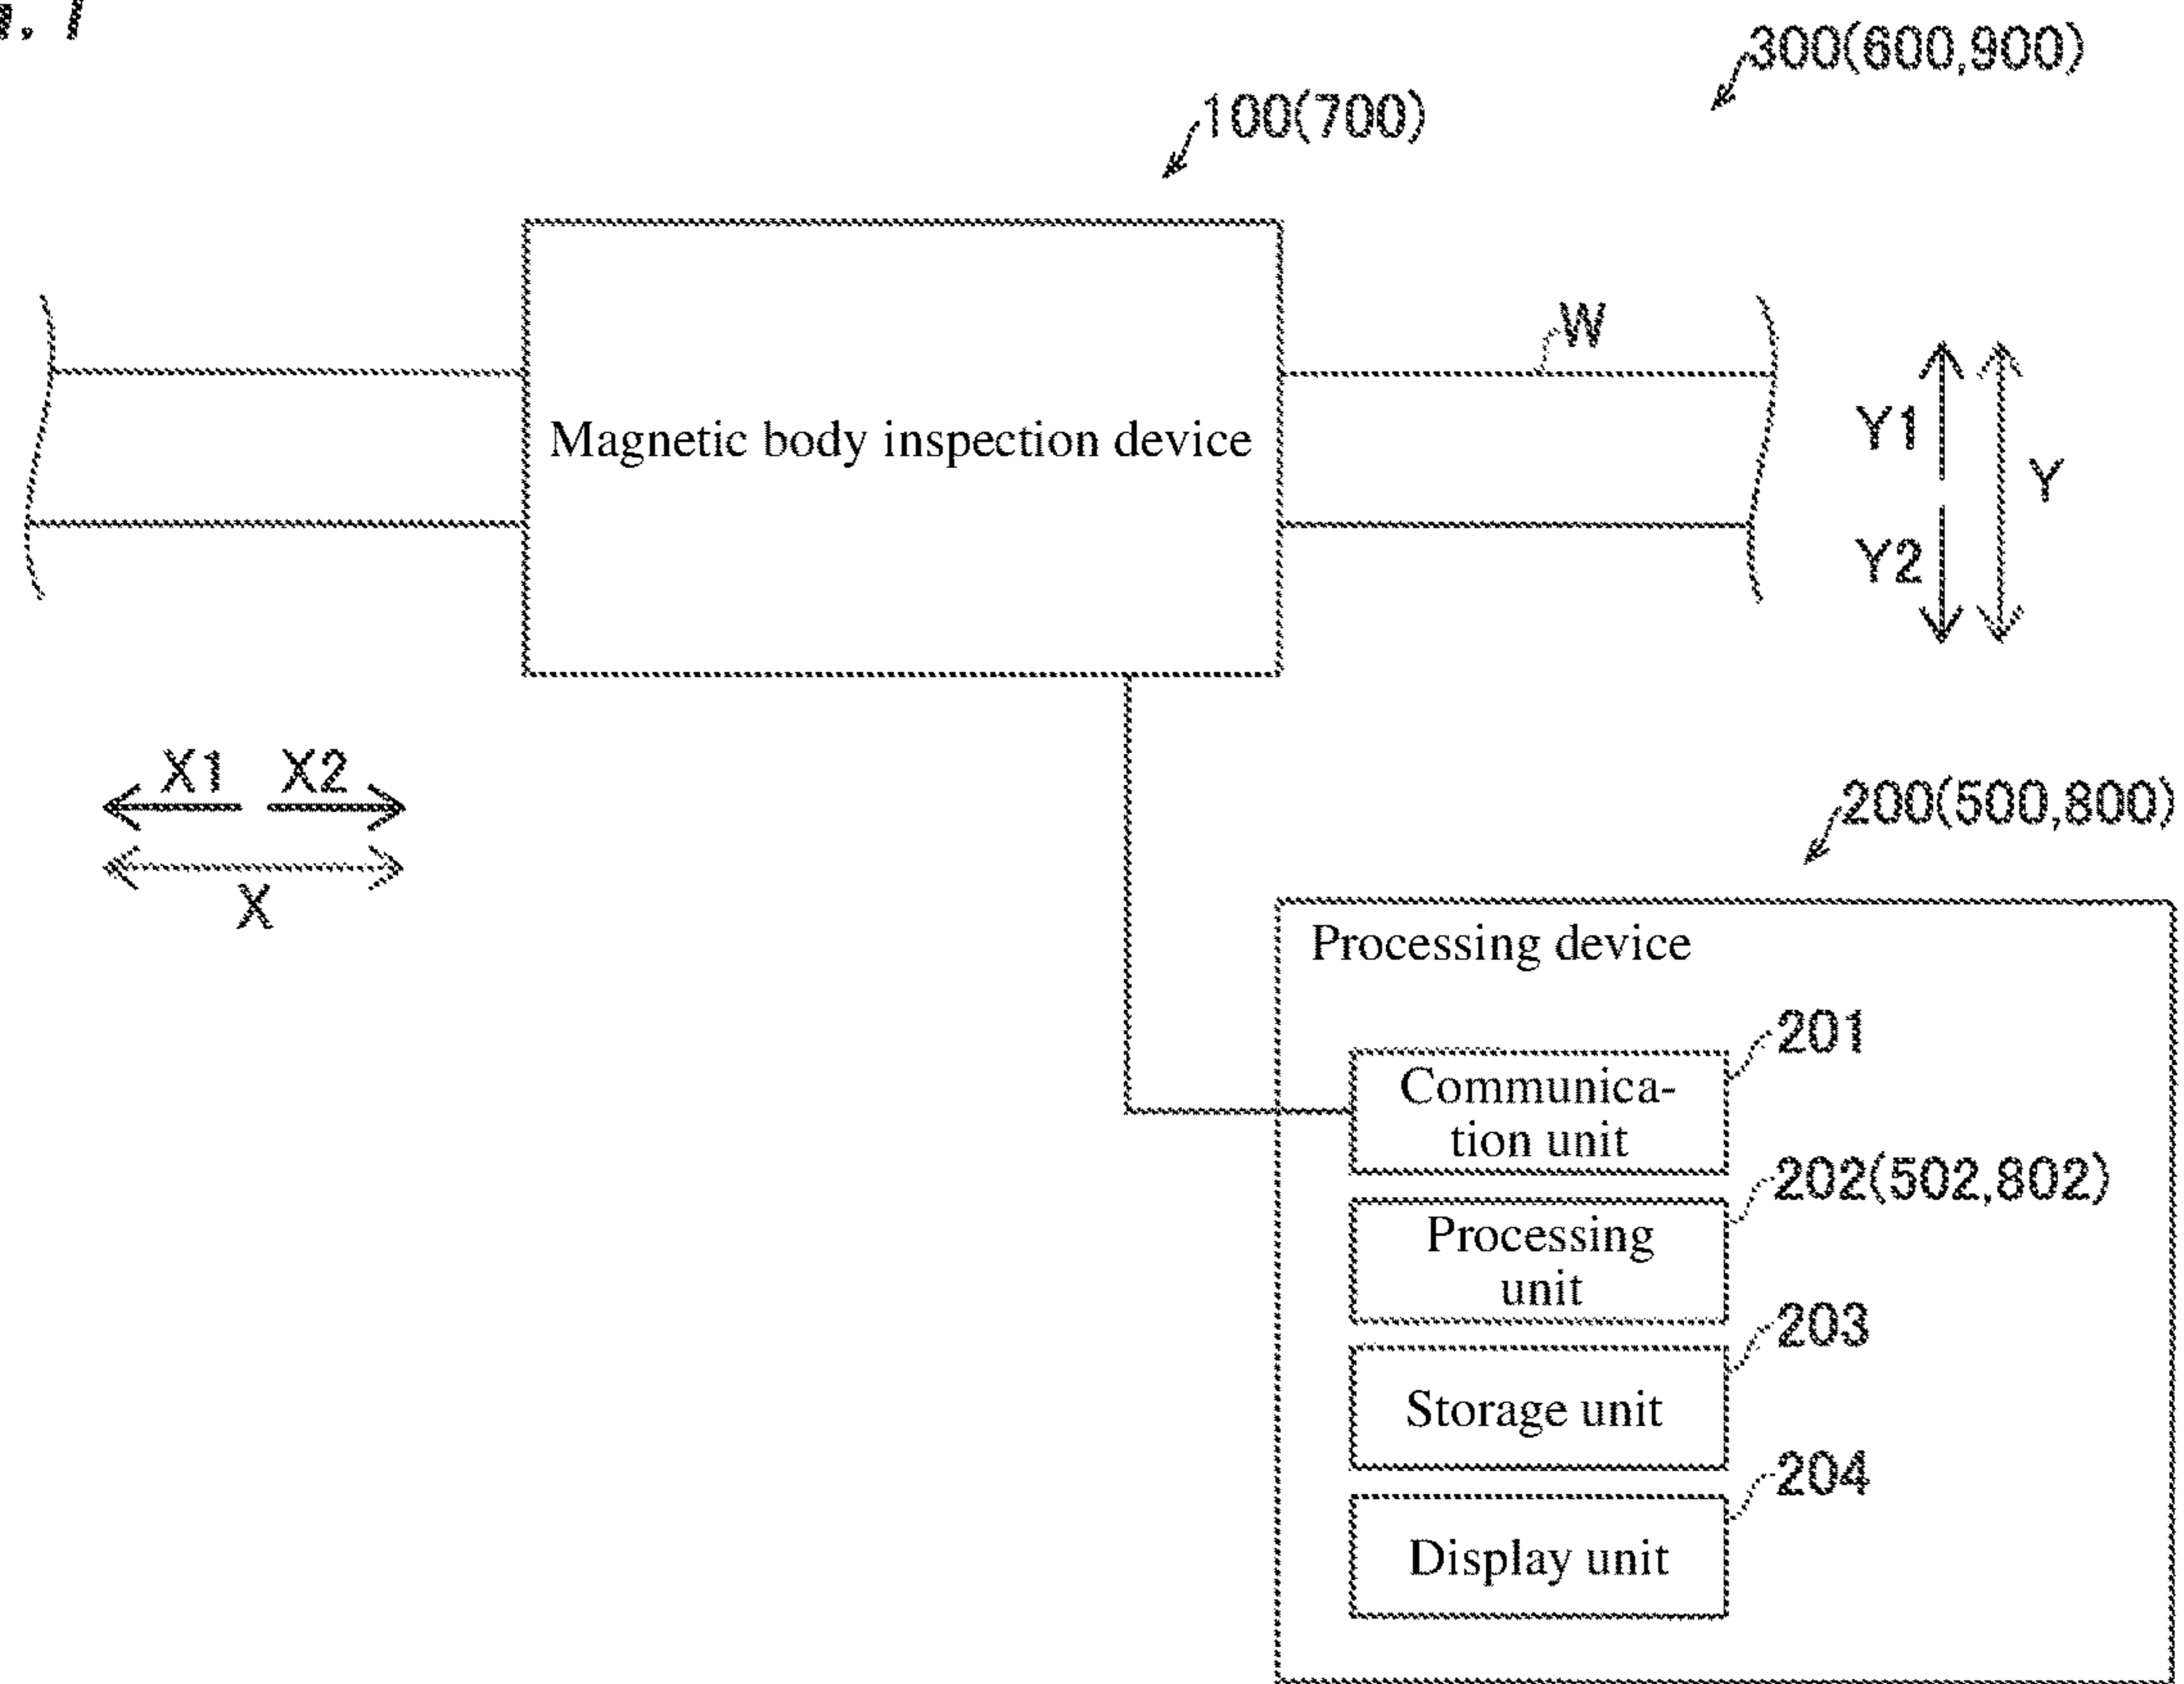 300(600,900)
100(700)
W
Magnetic body inspection device
Y1
Y
Y2
X1 X2
X
200(500,800)
Processing device
201
Communica-
tion unit
202(502,802)
Processing
unit
203
Storage unit
204
Display unit